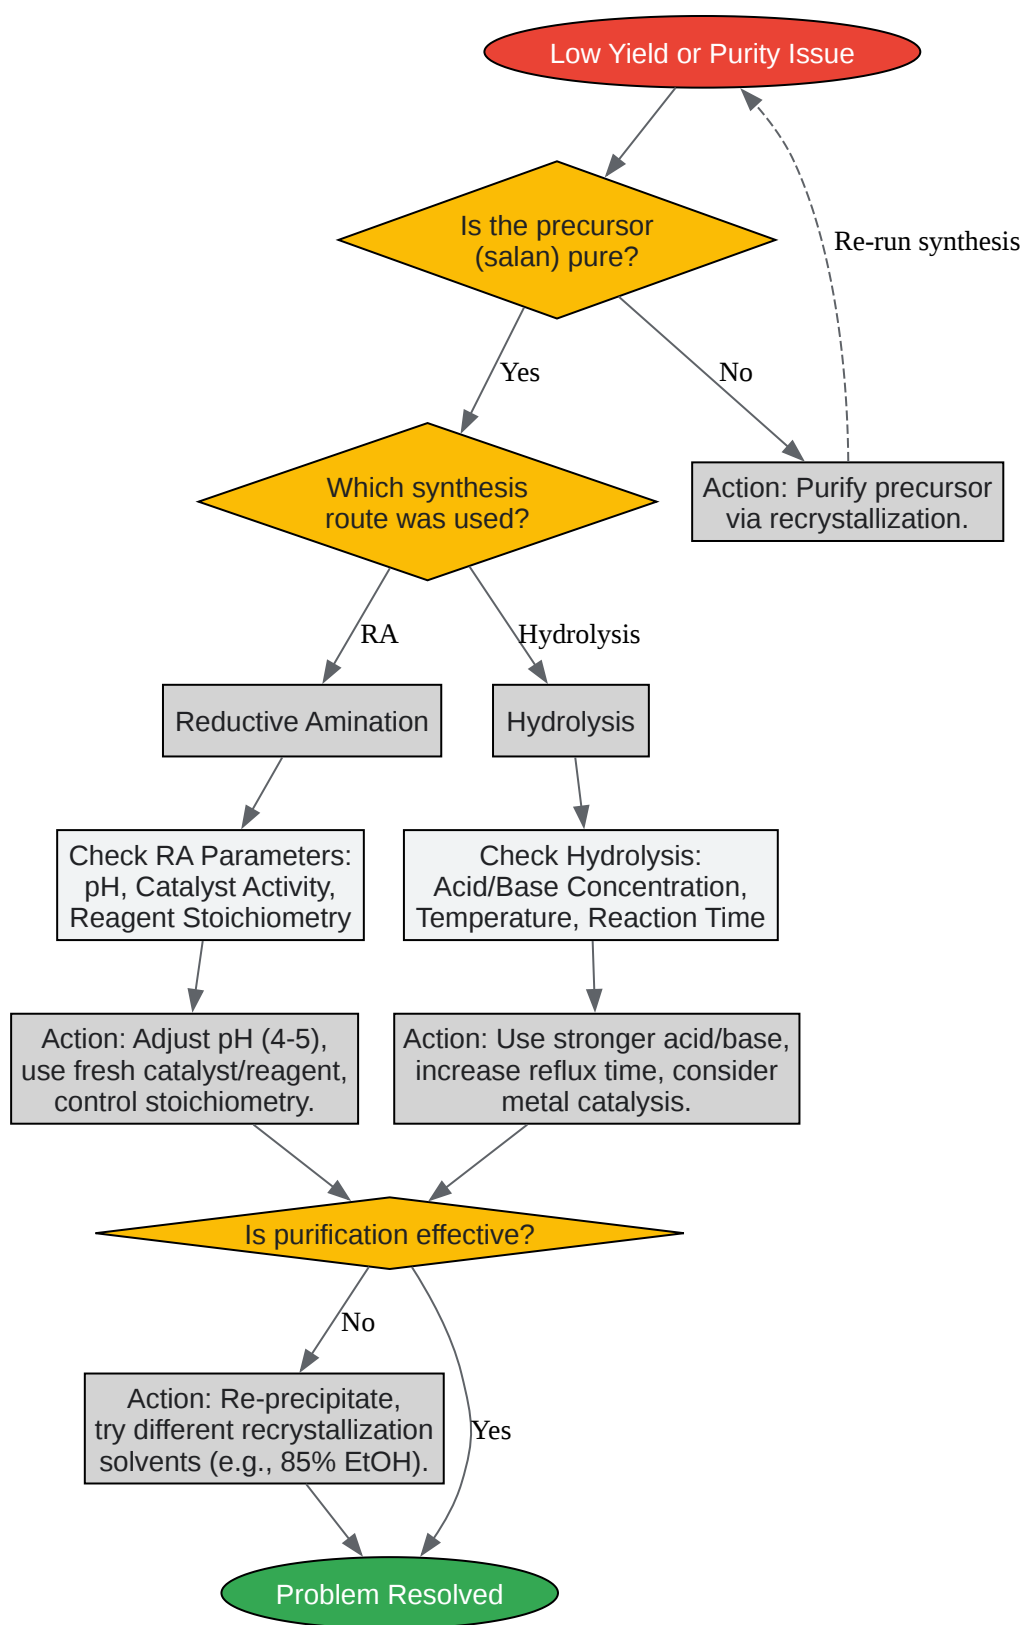 Low Yield or Purity Issue
Is the precursor
(salan) pure?
Re-run synthesis
Yes
No
Which synthesis
route was used?
Action: Purify precursor
via recrystallization.
RA
Hydrolysis
Reductive Amination
Hydrolysis
Check RA Parameters:
pH, Catalyst Activity,
Reagent Stoichiometry
Check Hydrolysis:
Acid/Base Concentration,
Temperature, Reaction Time
Action: Adjust pH (4-5),
use fresh catalyst/reagent,
control stoichiometry.
Action: Use stronger acid/base,
increase reflux time, consider
metal catalysis.
Is purification effective?
No
Action: Re-precipitate,
try different recrystallization
solvents (e.g., 85% EtOH).
Yes
Problem Resolved